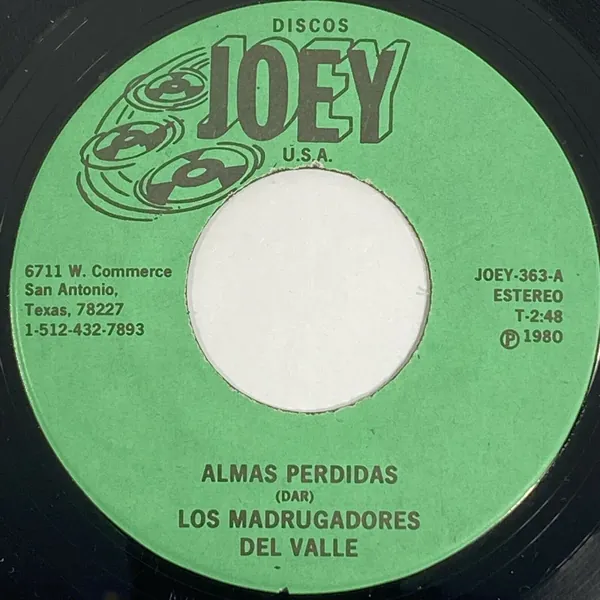 DISCOS
JOEY
U.S.A.
6711 W. Commerce
San Antonio,
Texas, 78227
1-512-432-7893
JOEY-363-A
ESTEREO
T-2:48
Ⓟ 1980
ALMAS PERDIDAS
(DAR)
LOS MADRUGADORES
DEL VALLE